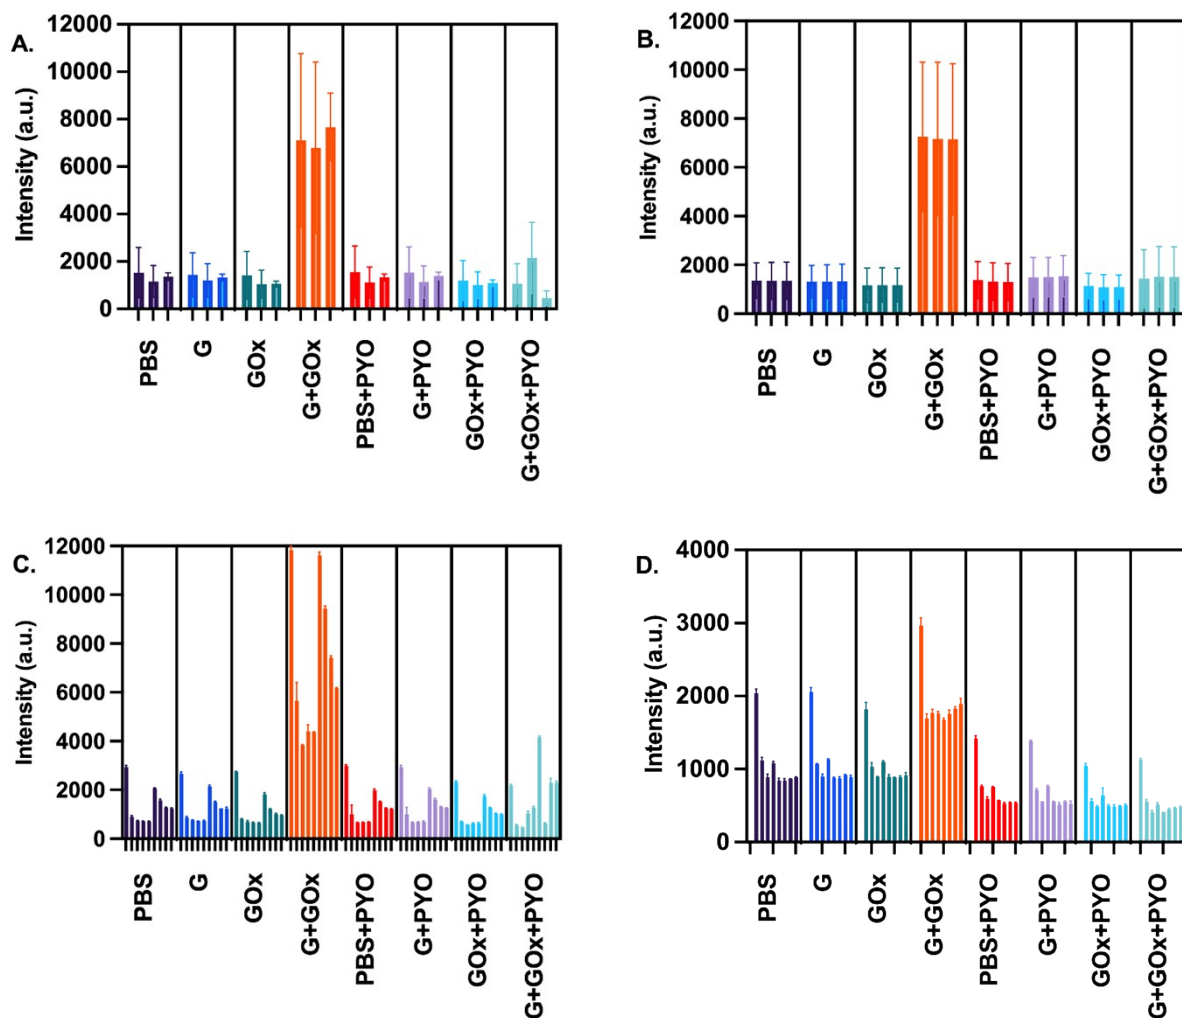 A.
Intensity (a.u.)
12000
10000
8000
6000
4000
2000
0
PBS
G
GOx
G+GOx
PBS+PYO
G+PYO
GOx+PYO
G+GOx+PYO
B.
Intensity (a.u.)
12000
10000
8000
6000
4000
2000
0
PBS
G
GOx
G+GOx
PBS+PYO
G+PYO
GOx+PYO
G+GOx+PYO
C.
Intensity (a.u.)
12000
10000
8000
6000
4000
2000
0
PBS
G
GOx
G+GOx
PBS+PYO
G+PYO
GOx+PYO
G+GOx+PYO
D.
Intensity (a.u.)
4000
3000
2000
1000
0
PBS
G
GOx
G+GOx
PBS+PYO
G+PYO
GOx+PYO
G+GOx+PYO